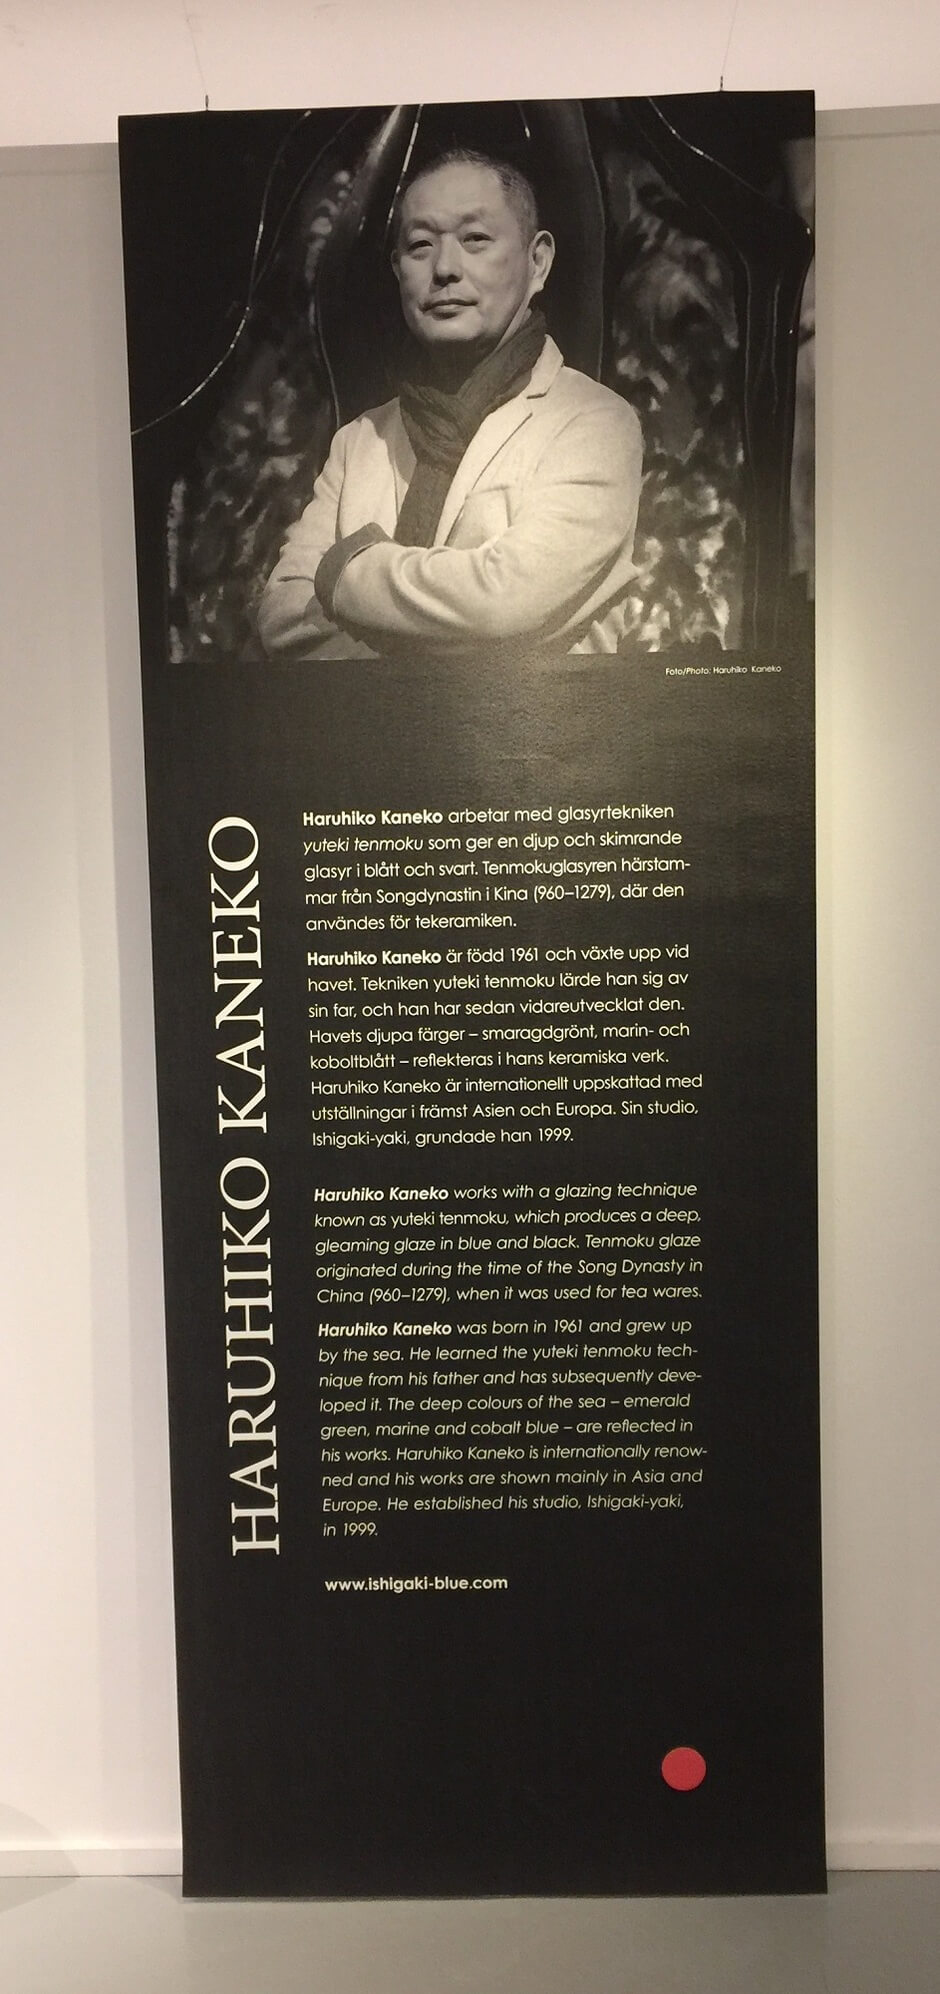 Foto/Photo: Haruhiko Kaneko
HARUHIKO KANEKO
Haruhiko Kaneko arbetar med glasyrtekniken
yuteki tenmoku som ger en djup och skimrande
glasyr i blått och svart. Tenmokuglasyren härstam-
mar från Songdynastin i Kina (960–1279), där den
användes för tekeramiken.
Haruhiko Kaneko är född 1961 och växte upp vid
havet. Tekniken yuteki tenmoku lärde han sig av
sin far, och han har sedan vidareutvecklat den.
Havets djupa färger – smaragdgrönt, marin- och
koboltblått – reflekteras i hans keramiska verk.
Haruhiko Kaneko är internationellt uppskattad med
utställningar i främst Asien och Europa. Sin studio,
Ishigaki-yaki, grundade han 1999.
Haruhiko Kaneko works with a glazing technique
known as yuteki tenmoku, which produces a deep,
gleaming glaze in blue and black. Tenmoku glaze
originated during the time of the Song Dynasty in
China (960–1279), when it was used for tea wares.
Haruhiko Kaneko was born in 1961 and grew up
by the sea. He learned the yuteki tenmoku tech-
nique from his father and has subsequently deve-
loped it. The deep colours of the sea – emerald
green, marine and cobalt blue – are reflected in
his works. Haruhiko Kaneko is internationally renow-
ned and his works are shown mainly in Asia and
Europe. He established his studio, Ishigaki-yaki,
in 1999.
www.ishigaki-blue.com